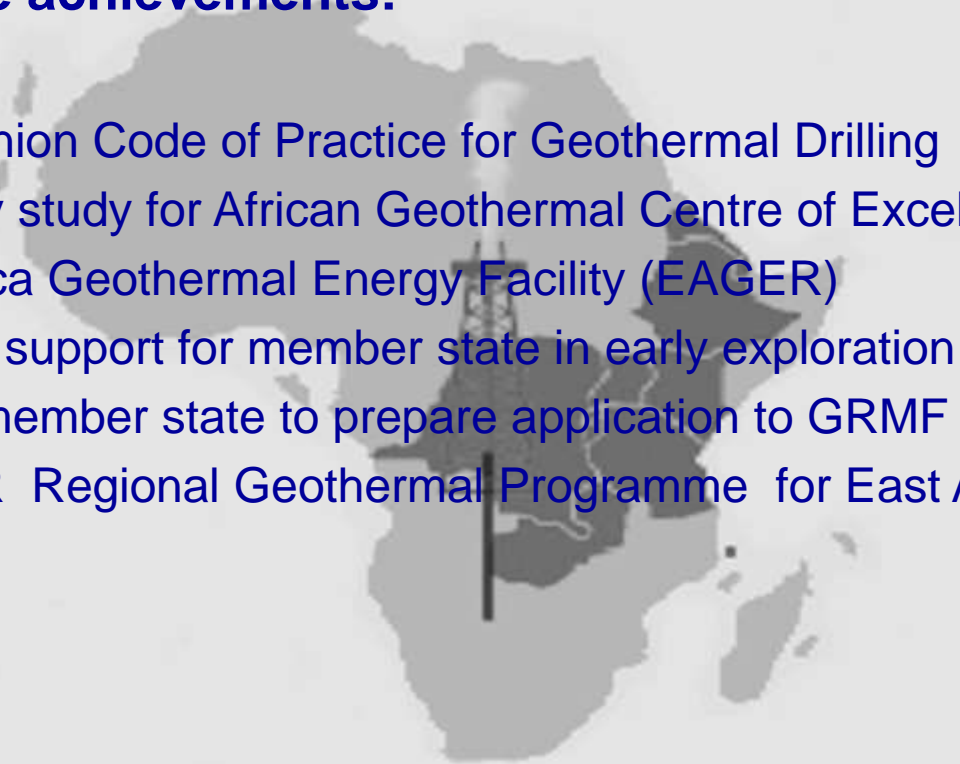 achievements:
nion Code of Practice for Geothermal Drilling
y study for African Geothermal Centre of Excel
ca Geothermal Energy Facility (EAGER)
support for member state in early exploration
member state to prepare application to GRMF
Regional Geothermal Programme for East A